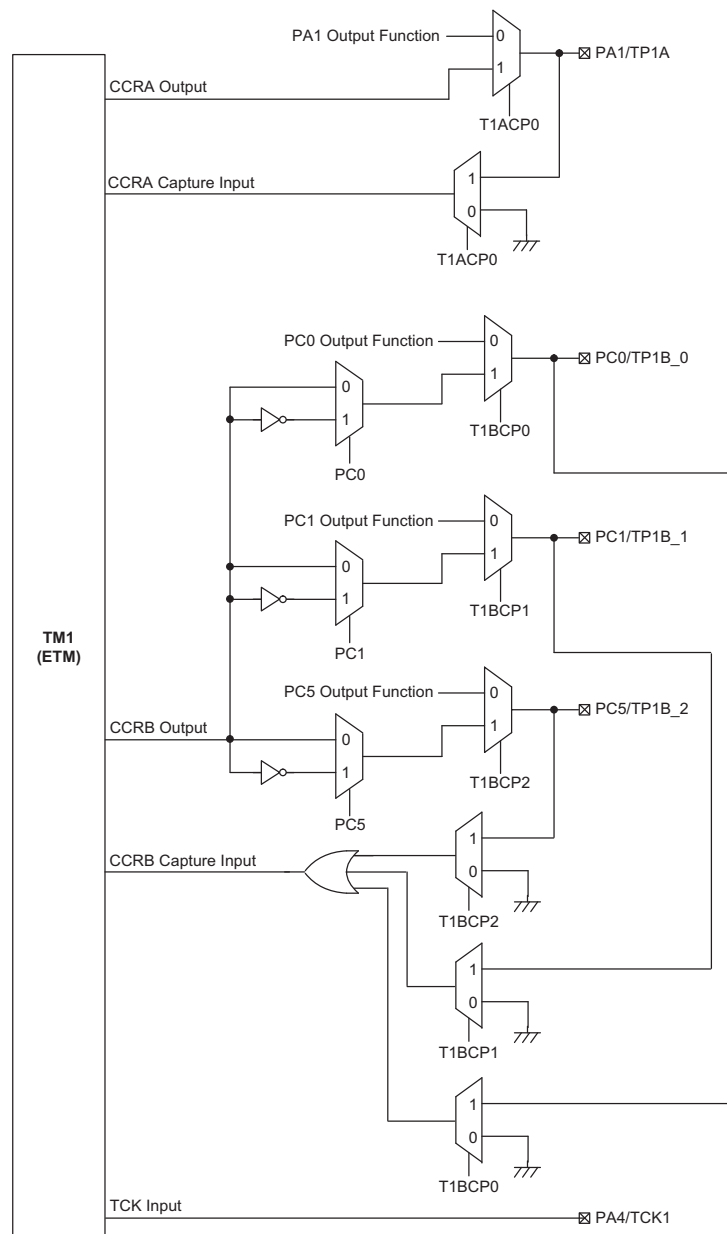 PA1 Output Function
0
1
PA1/TP1A
CCRA Output
T1ACP0
CCRA Capture Input
1
0
T1ACP0
PC0 Output Function
0
1
PC0/TP1B_0
0
1
T1BCP0
PC0
PC1 Output Function
0
1
PC1/TP1B_1
0
1
T1BCP1
PC1
TM1
(ETM)
PC5 Output Function
0
1
PC5/TP1B_2
CCRB Output
0
1
T1BCP2
PC5
CCRB Capture Input
1
0
T1BCP2
1
0
T1BCP1
1
0
T1BCP0
TCK Input
PA4/TCK1